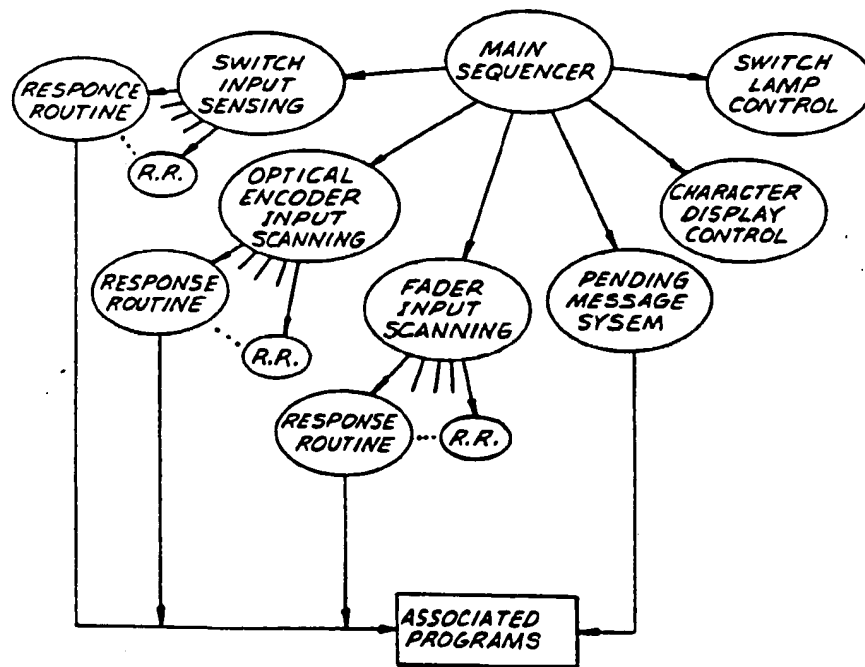 MAIN
SEQUENCER
SWITCH
INPUT
SENSING
SWITCH
LAMP
CONTROL
RESPONCE
ROUTINE
R.R.
OPTICAL
ENCODER
INPUT
SCANNING
CHARACTER
DISPLAY
CONTROL
RESPONSE
ROUTINE
R.R.
FADER
INPUT
SCANNING
PENDING
MESSAGE
SYSEM
RESPONSE
ROUTINE
R.R.
ASSOCIATED
PROGRAMS